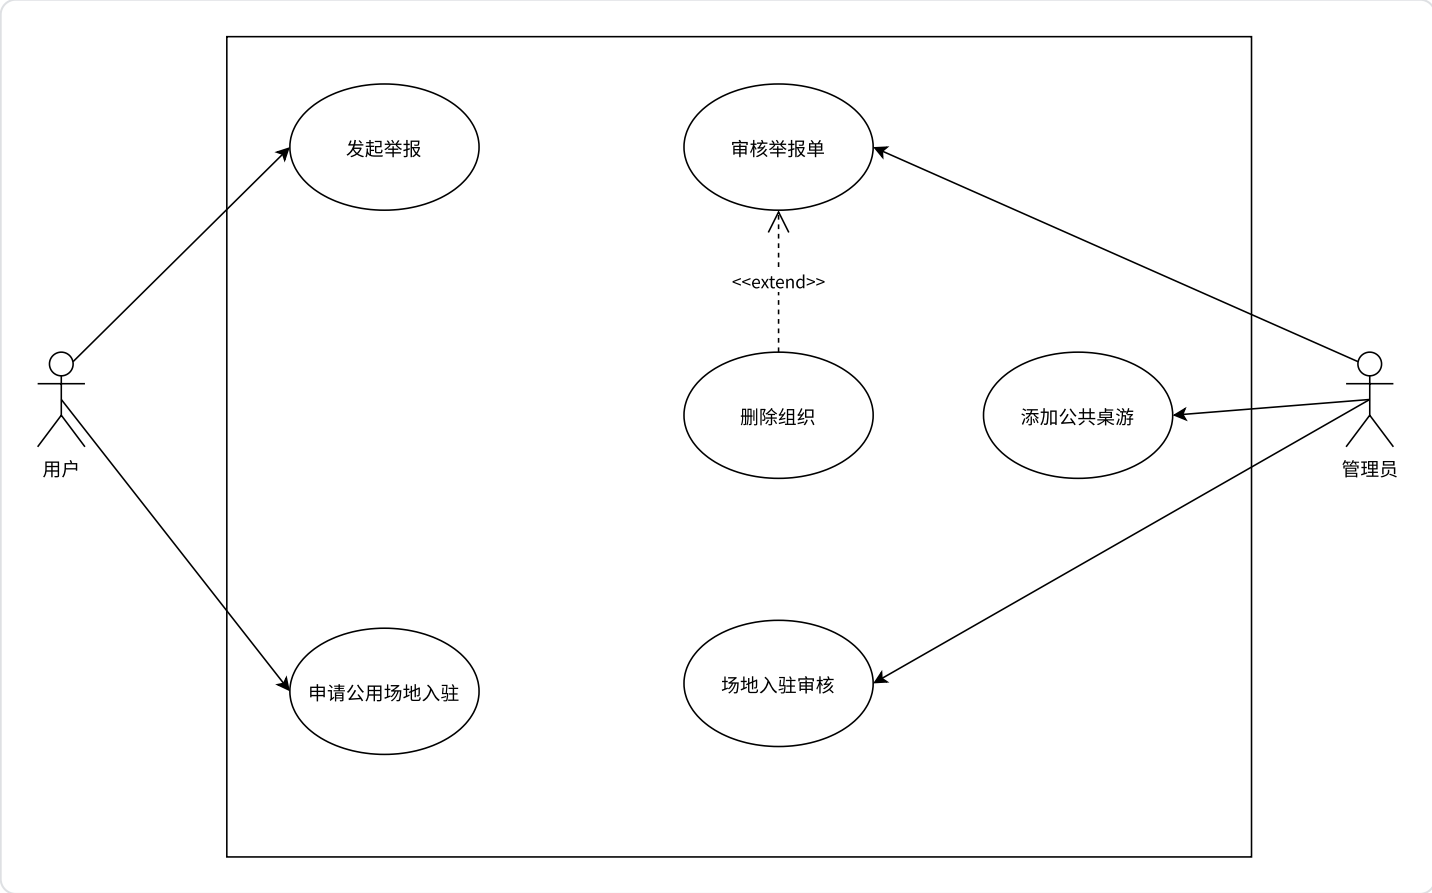 发起举报
审核举报单
<<extend>>
删除组织
添加公共桌游
用户
管理员
申请公用场地入驻
场地入驻审核